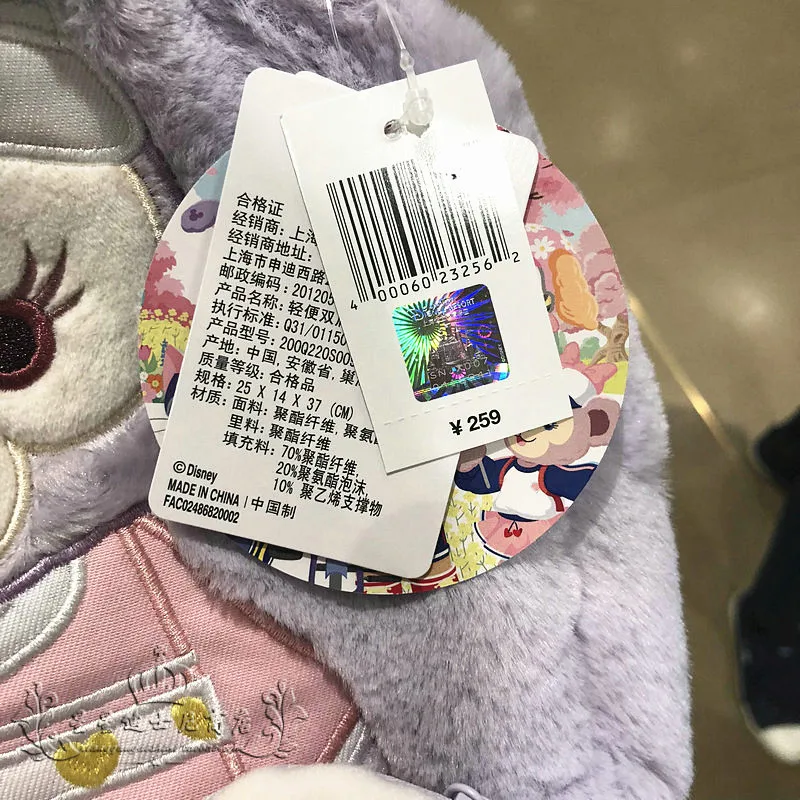 合格证
经销商: 上海
经销商地址:
上海市申迪西路
邮政编码: 201205
产品名称: 轻便双肩
执行标准: Q31/01150
产品型号: 200Q220S00
产地: 中国, 安徽省, 巢
质量等级: 合格品
规格: 25 X 14 X 37 (CM)
材质: 面料: 聚酯纤维, 聚氨
里料: 聚酯纤维
填充料: 70%聚酯纤维,
20%聚氨酯泡沫,
10% 聚乙烯支撑物
©Disney
MADE IN CHINA | 中国制
FAC02486820002
4 00060 23256 2
¥ 259